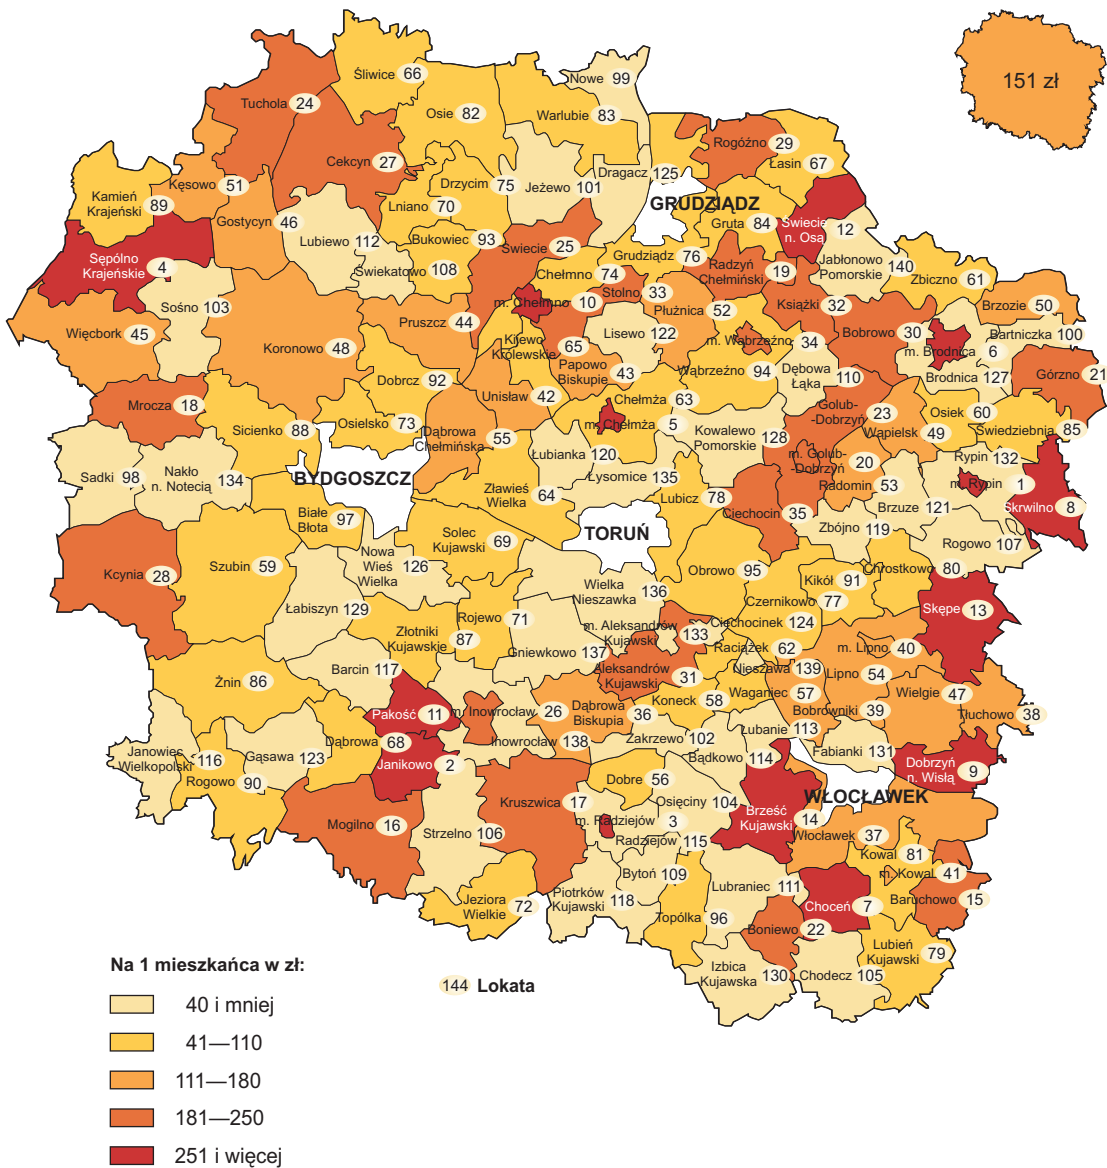 Śliwice 66
Nowe 99
151 zł
Tuchola 24
Osie 82
Warlubie 83
Rogóźno 29
Cekcyn 27
Łasin 67
Kęsowo 51
Drzycim 75
Jeżewo 101
Dragacz 125
Kamień
Krajeński 89
Lniano 70
GRUDZIĄDZ
Gostycyn 46
Gruta 84
Świecie
n. Osą 12
Lubiewo 112
Bukowiec 93
Świecie 25
Grudziądz 76
Sępólno
Krajeńskie 4
Świekatowo 108
Chełmno 74
Radzyń
Chełmiński 19
Jabłonowo
Pomorskie 140
Zbiczno 61
Sośno 103
m. Chełmno 10
Stolno 33
Płużnica 52
Książki 32
Brzozie 50
Więcbork 45
Pruszcz 44
Lisewo 122
Bobrowo 30
Bartniczka 100
Koronowo 48
Kijewo
Królewskie 65
m. Wąbrzeźno 34
m. Brodnica 6
Papowo
Biskupie 43
Wąbrzeźno 94
Dębowa
Łąka 110
Brodnica 127
Górzno 21
Dobrcz 92
Unisław 42
Chełmża 63
Mrocza 18
Golub-
-Dobrzyń 23
Osiek 60
Sicienko 88
Osielsko 73
Dąbrowa
Chełmińska 55
m. Chełmża 5
Kowalewo
Pomorskie 128
Wąpielsk 49
Świedziebnia 85
Łubianka 120
m. Golub-
-Dobrzyń 20
Rypin 132
Sadki 98
Nakło
n. Notecią 134
BYDGOSZCZ
Łysomice 135
Radomin 53
m. Rypin 1
Zławieś
Wielka 64
Lubicz 78
Ciechocin 35
Brzuze 121
Skrwilno 8
Białe
Błota 97
Solec
Kujawski 69
TORUŃ
Zbójno 119
Rogowo 107
Kcynia 28
Szubin 59
Nowa
Wieś
Wielka 126
Obrowo 95
Kikół 91
Chrostkowo 80
Wielka
Nieszawka 136
Czernikowo 77
Łabiszyn 129
Rojewo 71
Skępe 13
Złotniki
Kujawskie 87
m. Aleksandrów
Kujawski 133
Ciechocinek 124
Gniewkowo 137
Raciążek 62
m. Lipno 40
Barcin 117
Aleksandrów
Kujawski 31
Nieszawa 139
Lipno 54
Żnin 86
Waganiec 57
Wielgie 47
Pakość 11
m. Inowrocław 26
Dąbrowa
Biskupia 36
Koneck 58
Bobrowniki 39
Tłuchowo 38
Lubanie 113
Janowiec
Wielkopolski 116
Gąsawa 123
Dąbrowa 68
Inowrocław 138
Zakrzewo 102
Fabianki 131
Rogowo 90
Janikowo 2
Bądkowo 114
Dobrzyń
n. Wisłą 9
Dobre 56
WŁOCŁAWEK
Kruszwica 17
Osięciny 104
Brześć
Kujawski 14
Mogilno 16
Strzelno 106
m. Radziejów 3
Radziejów 115
Włocławek 37
Kowal 81
Bytoń 109
m. Kowal 41
Jeziora
Wielkie 72
Piotrków
Kujawski 118
Lubraniec 111
Choceń 7
Baruchowo 15
Topólka 96
Boniewo 22
Lubień
Kujawski 79
Izbica
Kujawska 130
Chodecz 105
Na 1 mieszkańca w zł:
144 Lokata
40 i mniej
41—110
111—180
181—250
251 i więcej